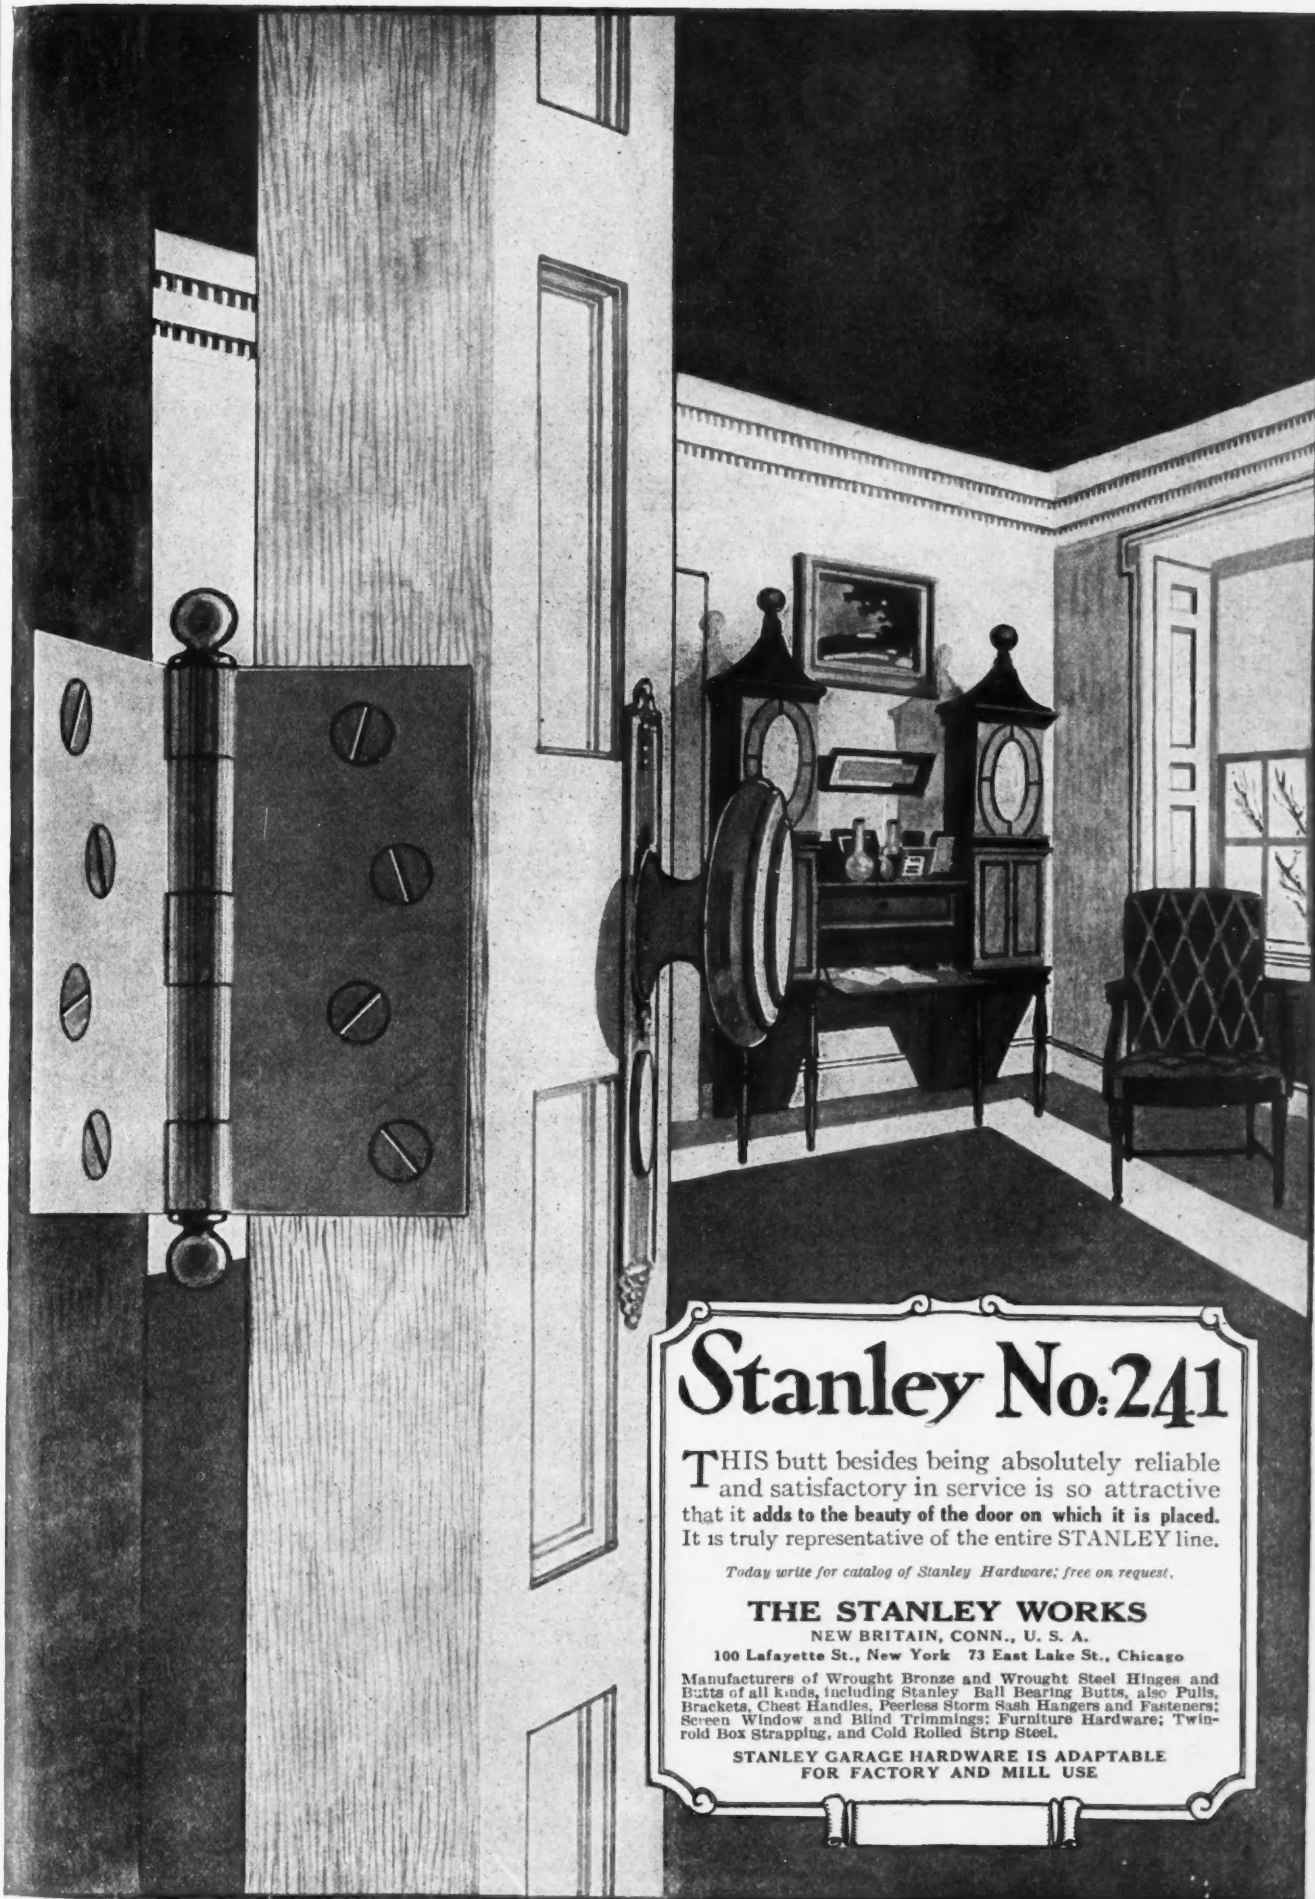 Stanley No: 241
THIS butt besides being absolutely reliable
and satisfactory in service is so attractive
that it adds to the beauty of the door on which it is placed.
It is truly representative of the entire STANLEY line.
Today write for catalog of Stanley Hardware; free on request.
THE STANLEY WORKS
NEW BRITAIN, CONN., U. S. A.
100 Lafayette St., New York 73 East Lake St., Chicago
Manufacturers of Wrought Bronze and Wrought Steel Hinges and
Butts of all kinds, including Stanley Ball Bearing Butts, also Pulls,
Brackets, Chest Handles, Peerless Storm Sash Hangers and Fasteners;
Screen Window and Blind Trimmings; Furniture Hardware; Twin-
rold Box Strapping, and Cold Rolled Strip Steel.
STANLEY GARAGE HARDWARE IS ADAPTABLE
FOR FACTORY AND MILL USE